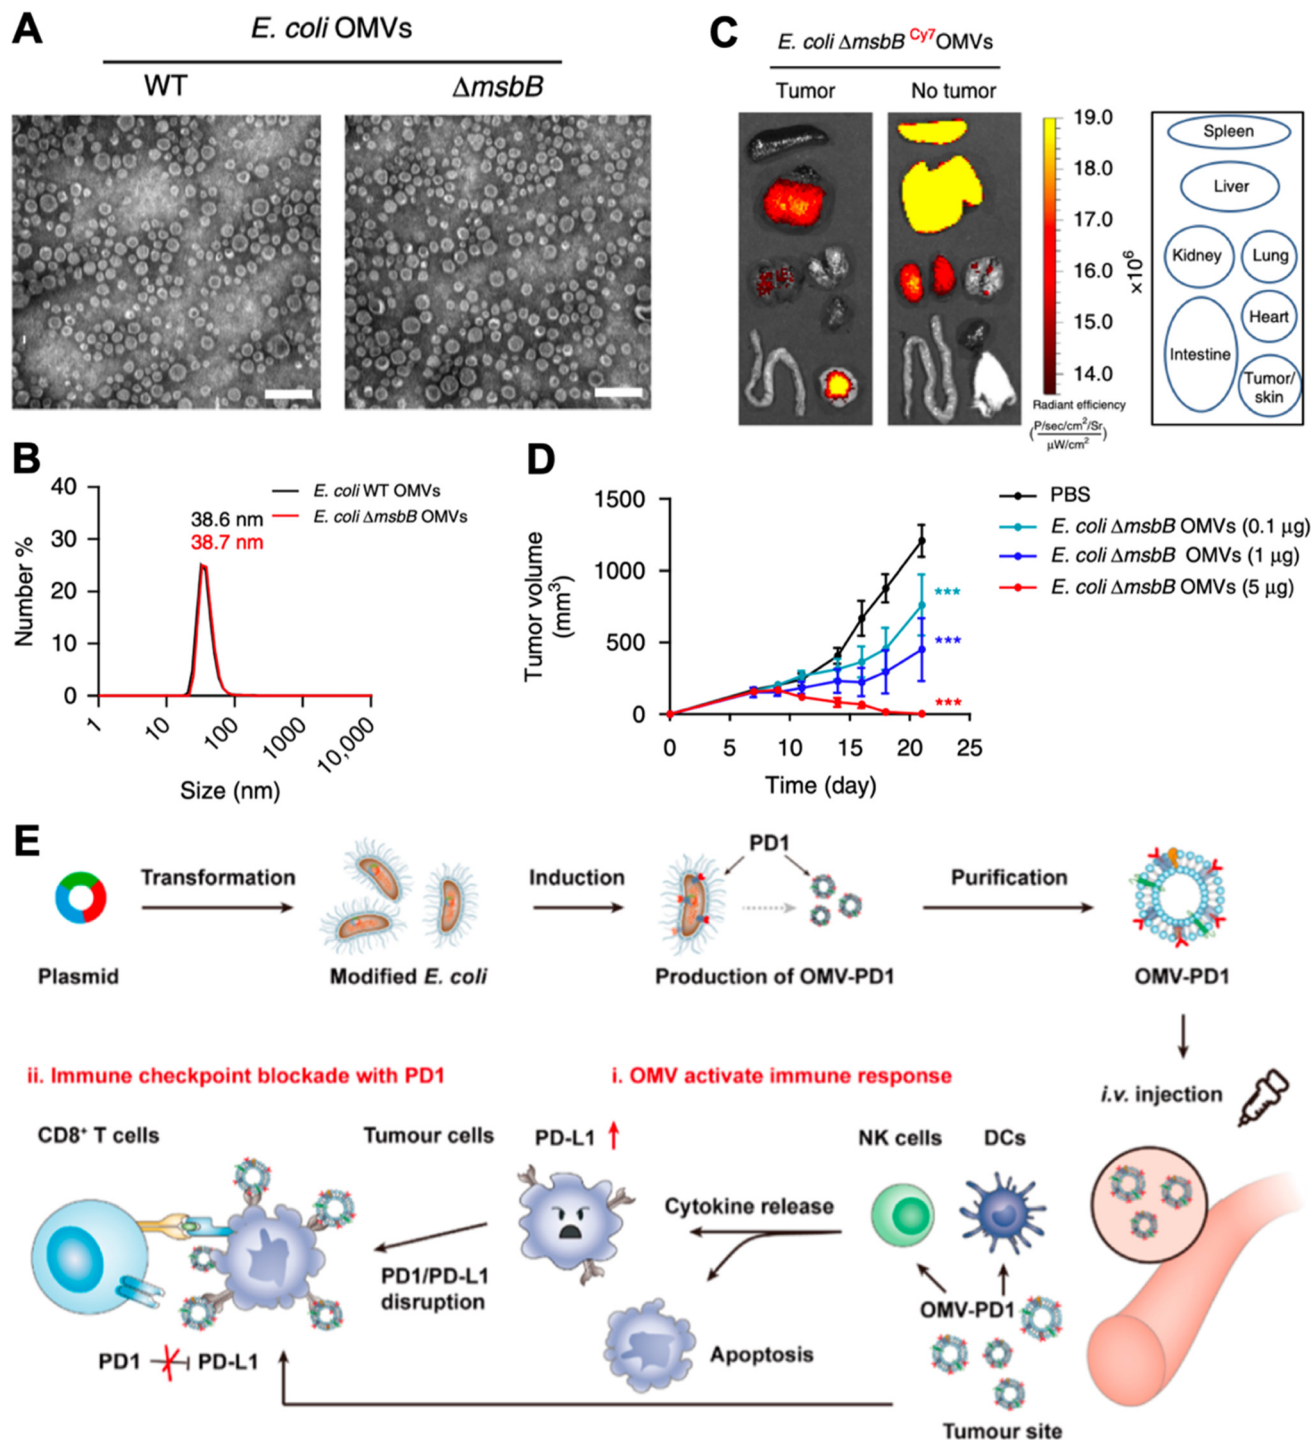 A
E. coli OMVs
WT
ΔmsbB
B
40
30
20
10
0
Number %
38.6 nm
38.7 nm
E. coli WT OMVs
E. coli ΔmsbB OMVs
1
10
100
1000
10,000
Size (nm)
C
E. coli ΔmsbB Cy7OMVs
Tumor
No tumor
19.0
18.0
17.0
16.0
15.0
14.0
×10⁶
Radiant efficiency
(P/sec/cm²/Sr
μW/cm²)
Spleen
Liver
Kidney
Lung
Heart
Intestine
Tumor/
skin
D
1500
1000
500
0
Tumor volume
(mm³)
0
5
10
15
20
25
Time (day)
***
***
***
PBS
E. coli ΔmsbB OMVs (0.1 μg)
E. coli ΔmsbB OMVs (1 μg)
E. coli ΔmsbB OMVs (5 μg)
E
Transformation
Induction
PD1
Purification
Plasmid
Modified E. coli
Production of OMV-PD1
OMV-PD1
ii. Immune checkpoint blockade with PD1
i. OMV activate immune response
i.v. injection
CD8⁺ T cells
Tumour cells
PD-L1
NK cells
DCs
Cytokine release
PD1/PD-L1
disruption
OMV-PD1
PD1
PD-L1
Apoptosis
Tumour site